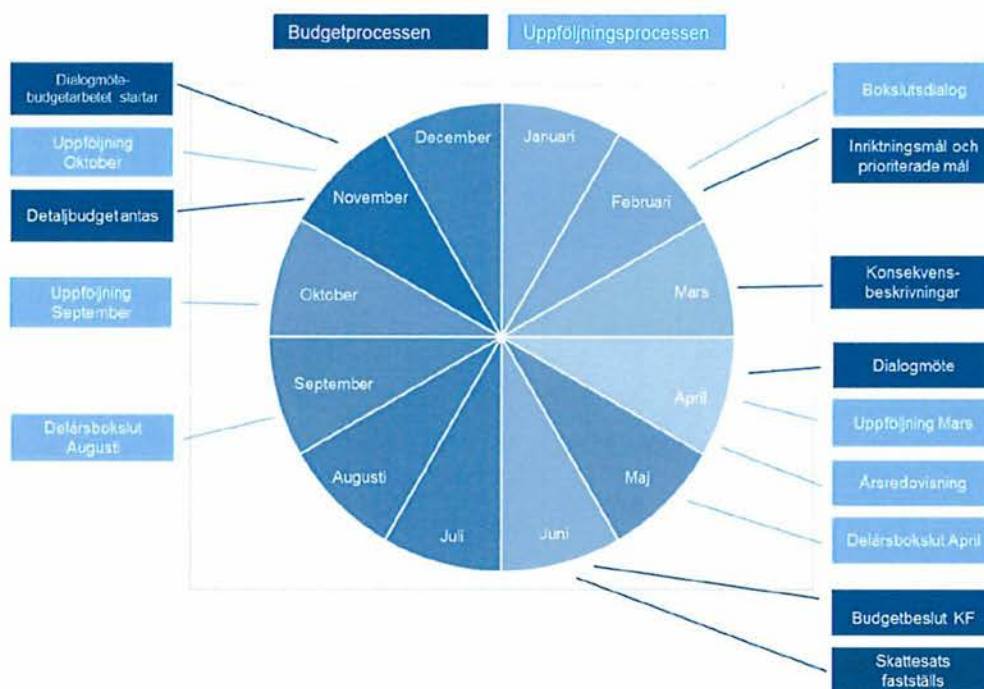 Budgetprocessen
Uppföljningsprocessen
Dialogmöte-
budgetarbetet startar
Uppföljning
Oktober
Detaljbudget antas
Uppföljning
September
Delårsbokslut
Augusti
December
Januari
November
Februari
Oktober
Mars
September
April
Augusti
Maj
Juli
Juni
Bokslutsdialog
Inriktningsmål och
prioriterade mål
Konsekvens-
beskrivningar
Dialogmöte
Uppföljning Mars
Årsredovisning
Delårsbokslut April
Budgetbeslut KF
Skattesats
fastställs